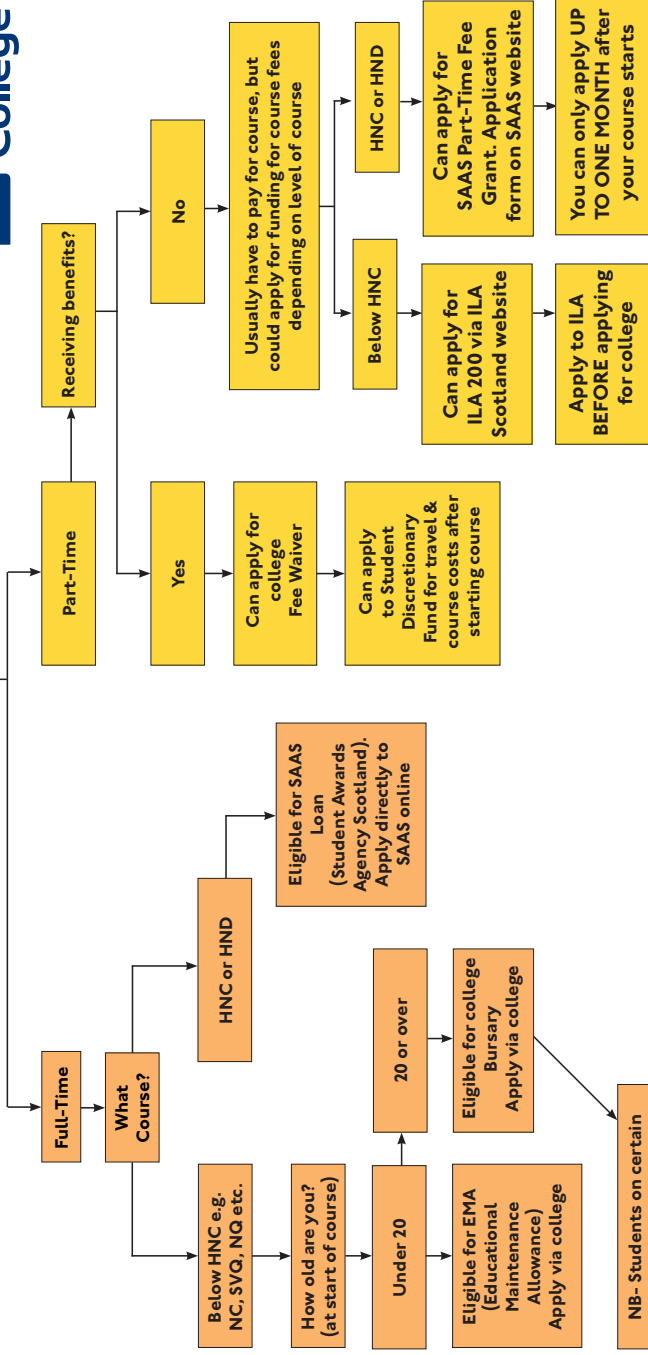 College
Full-Time
What
Course?
Below HNC e.g.
NC, SVQ, NQ etc.
How old are you?
(at start of course)
Under 20
Eligible for EMA
(Educational
Maintenance
Allowance)
Apply via college
20 or over
Eligible for college
Bursary
Apply via college
NB- Students on certain
HNC or HND
Eligible for SAAS
Loan
(Student Awards
Agency Scotland).
Apply directly to
SAAS online
Part-Time
Receiving benefits?
Yes
Can apply for
college
Fee Waiver
Can apply
to Student
Discretionary
Fund for travel &
course costs after
starting course
No
Usually have to pay for course, but
could apply for funding for course fees
depending on level of course
Below HNC
Can apply for
ILA 200 via ILA
Scotland website
Apply to ILA
BEFORE applying
for college
HNC or HND
Can apply for
SAAS Part-Time Fee
Grant. Application
form on SAAS website
You can only apply UP
TO ONE MONTH after
your course starts